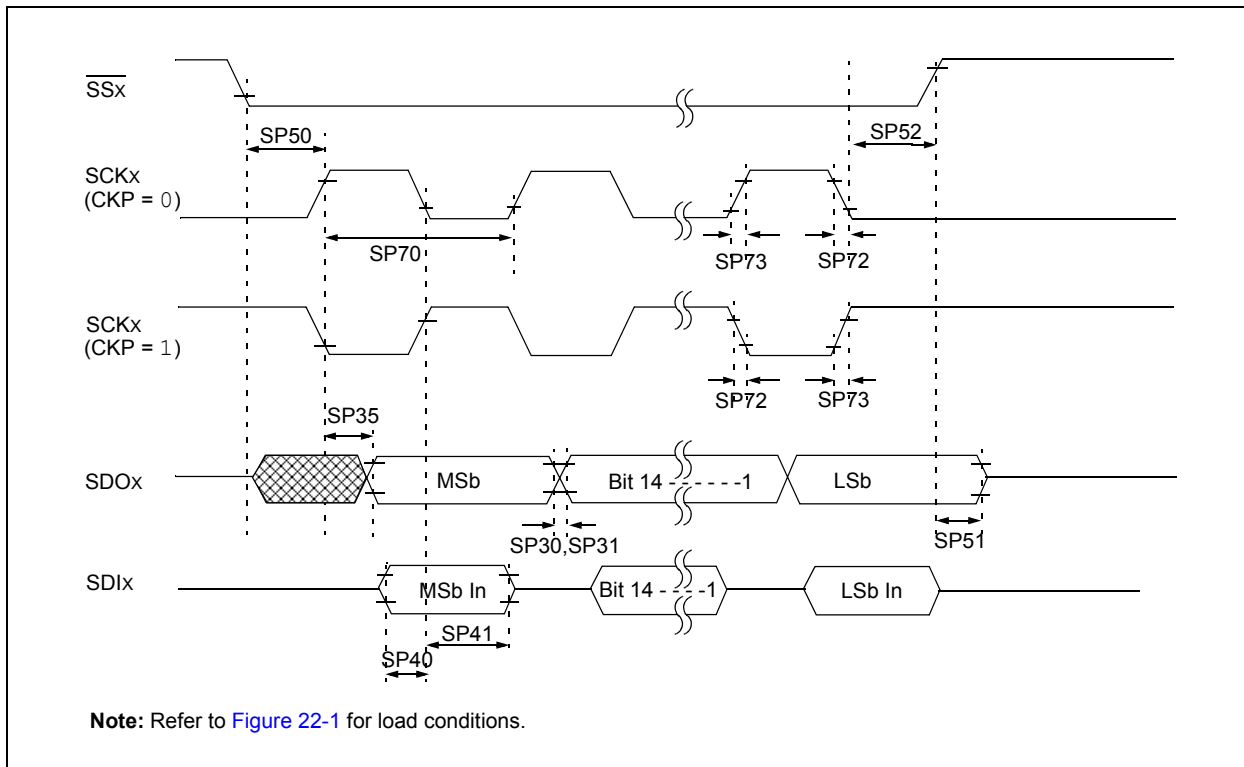 SSx
SP50
SP52
SCKx
(CKP = 0)
SP70
SP73
SP72
SCKx
(CKP = 1)
SP72
SP73
SP35
SDOx
MSb
Bit 14 - - - - - -1
LSb
SP30,SP31
SP51
SDIx
MSb In
Bit 14 - - - -1
LSb In
SP41
SP40
Note: Refer to Figure 22-1 for load conditions.